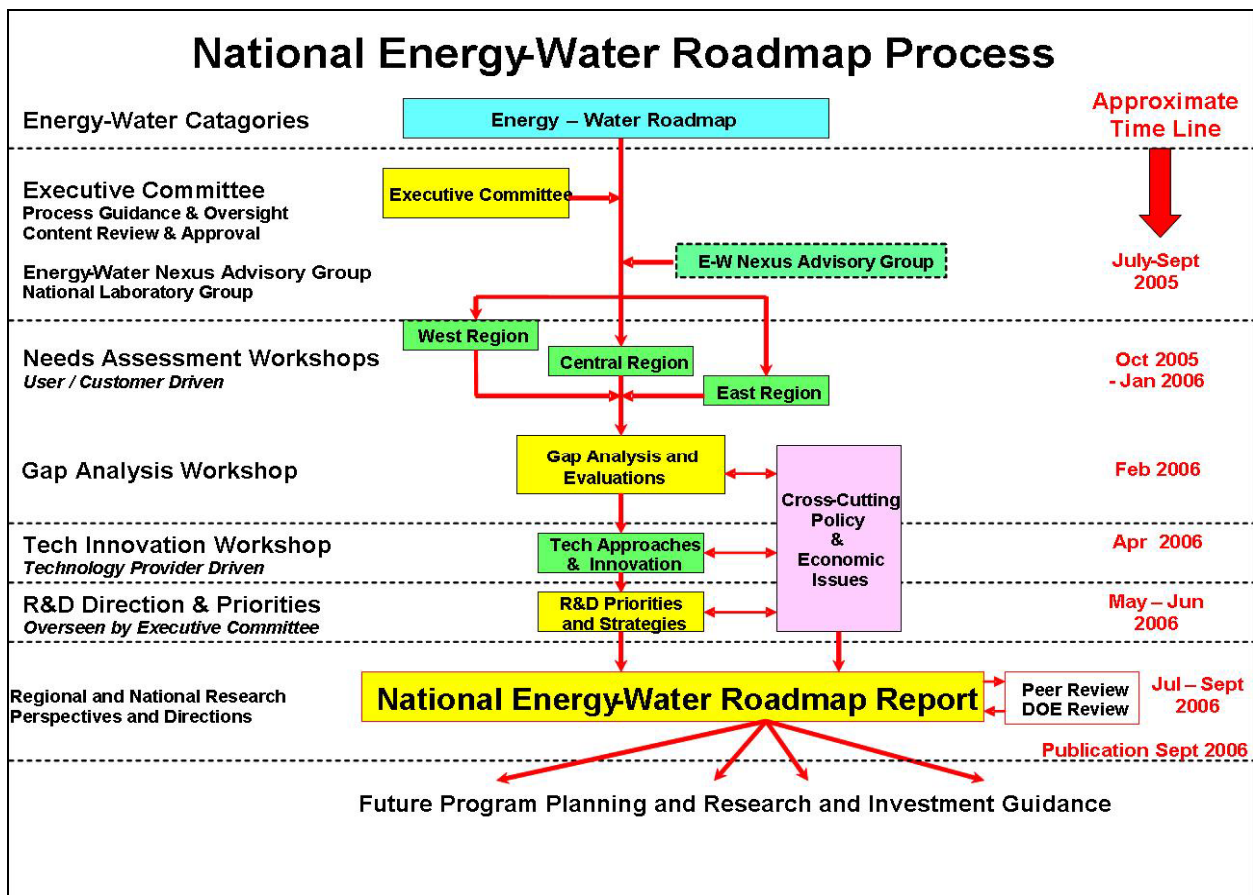 National Energy-Water Roadmap Process
Energy-Water Catagories
Energy – Water Roadmap
Approximate
Time Line
Executive Committee
Process Guidance & Oversight
Content Review & Approval
Executive Committee
Energy-Water Nexus Advisory Group
National Laboratory Group
E-W Nexus Advisory Group
July-Sept
2005
Needs Assessment Workshops
User / Customer Driven
West Region
Central Region
East Region
Oct 2005
- Jan 2006
Gap Analysis Workshop
Gap Analysis and
Evaluations
Cross-Cutting
Policy
&
Economic
Issues
Feb 2006
Tech Innovation Workshop
Technology Provider Driven
Tech Approaches
& Innovation
Apr 2006
R&D Direction & Priorities
Overseen by Executive Committee
R&D Priorities
and Strategies
May – Jun
2006
Regional and National Research
Perspectives and Directions
National Energy-Water Roadmap Report
Peer Review
DOE Review
Jul – Sept
2006
Publication Sept 2006
Future Program Planning and Research and Investment Guidance